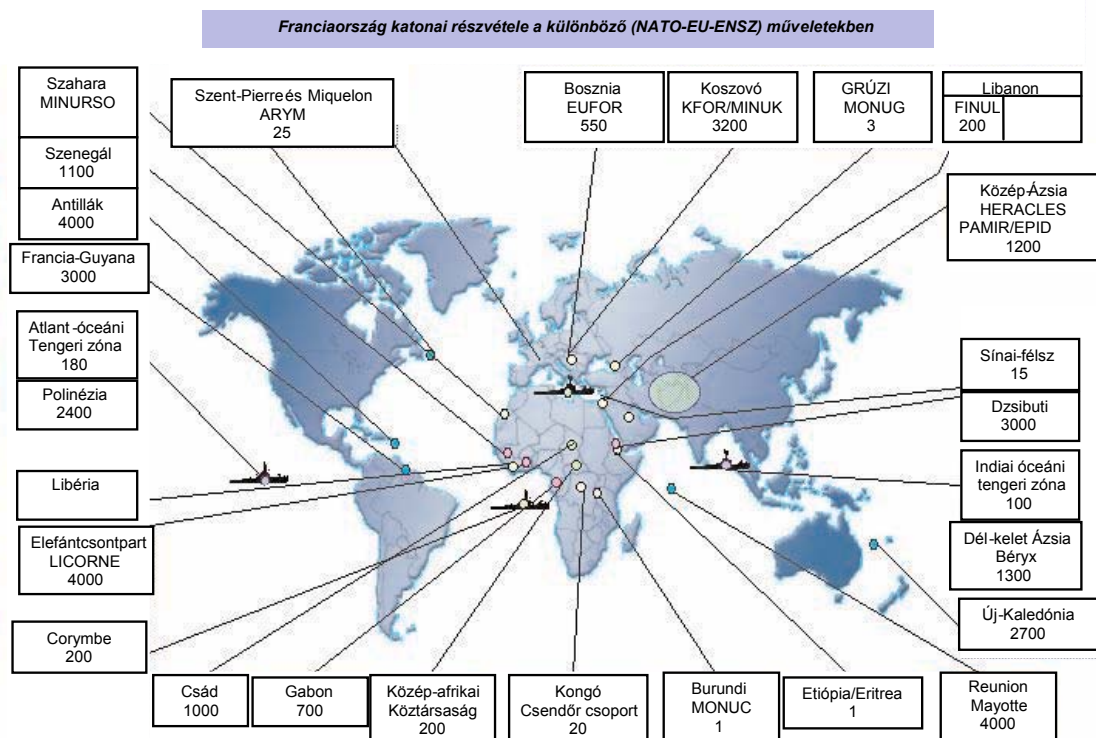 Franciaország katonai részvétele a különböző (NATO-EU-ENSZ) műveletekben
Szahara
MINURSO
Szenegál
1100
Antillák
4000
Francia-Guyana
3000
Atlant-óceáni
Tengeri zóna
180
Polinézia
2400
Libéria
Elefántcsontpart
LICORNE
4000
Corymbe
200
Szent-Pierre és Miquelon
ARYM
25
Bosznia
EUFOR
550
Koszovó
KFOR/MINUK
3200
GRÚZI
MONUG
3
Libanon
FINUL
200
Közép-Ázsia
HERACLES
PAMIR/EPID
1200
Sínai-félsz
15
Dzsibuti
3000
Indiai óceáni
tengeri zóna
100
Dél-kelet Ázsia
Béryx
1300
Új-Kaledónia
2700
Csád
1000
Gabon
700
Közép-afrikai
Köztársaság
200
Kongó
Csendőr csoport
20
Burundi
MONUC
1
Etiópia/Eritrea
1
Reunion
Mayotte
4000